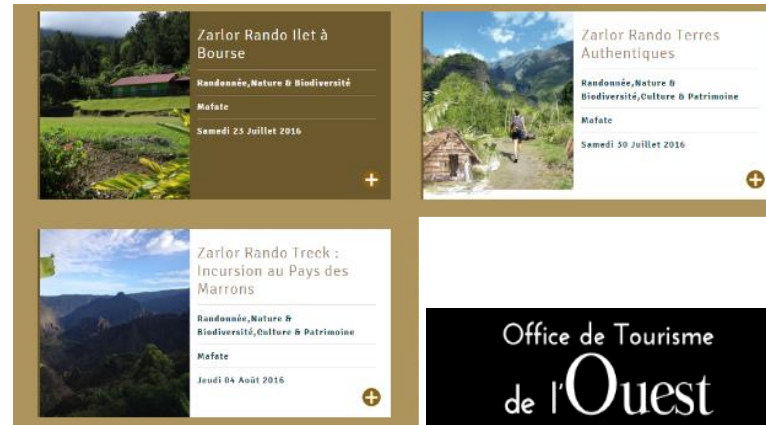 Zarlor Rando Ilet à
Bourse
Randonnée,Nature & Biodiversité
Mafate
Samedi 23 Juillet 2016
Zarlor Rando Terres
Authentiques
Randonnée,Nature &
Biodiversité,Culture & Patrimoine
Mafate
Samedi 30 Juillet 2016
Zarlor Rando Treck :
Incursion au Pays des
Marrons
Randonnée,Nature &
Biodiversité,Culture & Patrimoine
Mafate
Jeudi 04 Août 2016
Office de Tourisme
de l'Ouest